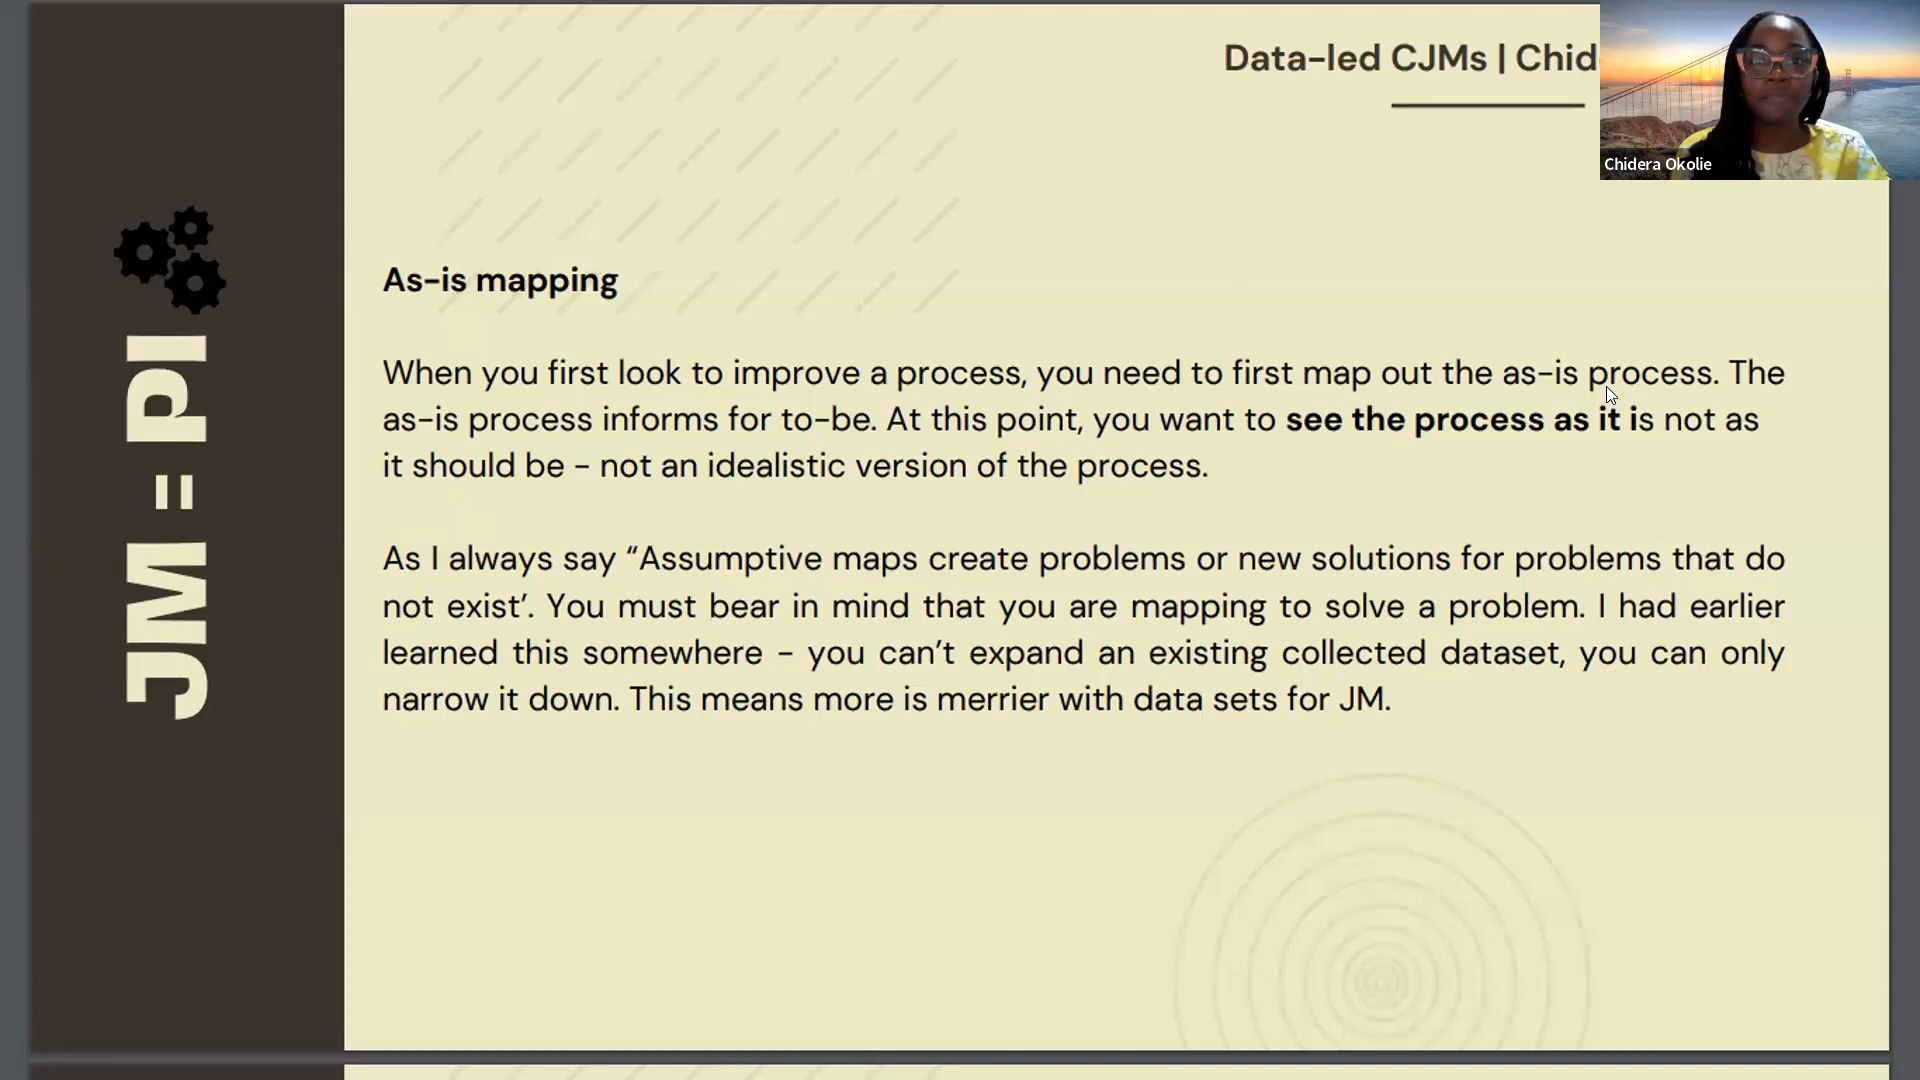 Data-led CJMs | Chid
Chidera Okolie
JM = PI
As-is mapping
When you first look to improve a process, you need to first map out the as-is process. The
as-is process informs for to-be. At this point, you want to see the process as it is not as
it should be - not an idealistic version of the process.
As I always say “Assumptive maps create problems or new solutions for problems that do
not exist’. You must bear in mind that you are mapping to solve a problem. I had earlier
learned this somewhere - you can’t expand an existing collected dataset, you can only
narrow it down. This means more is merrier with data sets for JM.